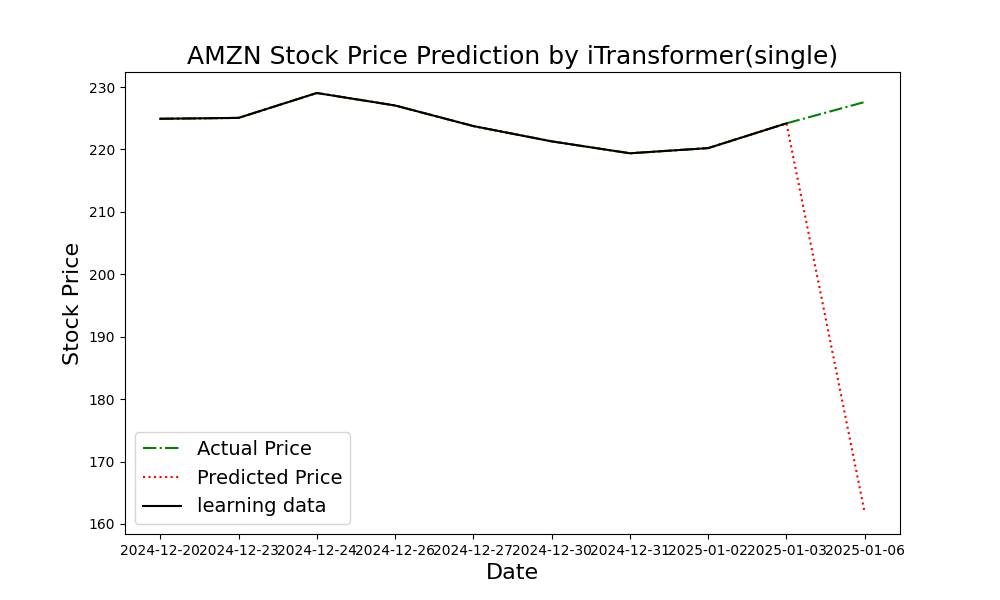 AMZN Stock Price Prediction by iTransformer(single)
230
220
210
200
190
180
170
160
Stock Price
Actual Price
Predicted Price
learning data
2024-12-20 2024-12-23 2024-12-24 2024-12-26 2024-12-27 2024-12-30 2024-12-31 2025-01-02 2025-01-03 2025-01-06
Date